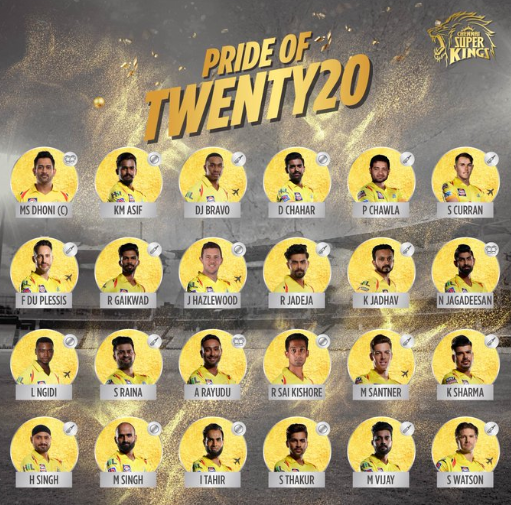 CHENNAI
SUPER
KINGS
PRIDE OF
TWENTY20
MS DHONI (C)
KM ASIF
DJ BRAVO
D CHAHAR
P CHAWLA
S CURRAN
F DU PLESSIS
R GAIKWAD
J HAZLEWOOD
R JADEJA
K JADHAV
N JAGADEESAN
L NGIDI
S RAINA
A RAYUDU
R SAI KISHORE
M SANTNER
K SHARMA
H SINGH
M SINGH
I TAHIR
S THAKUR
M VIJAY
S WATSON